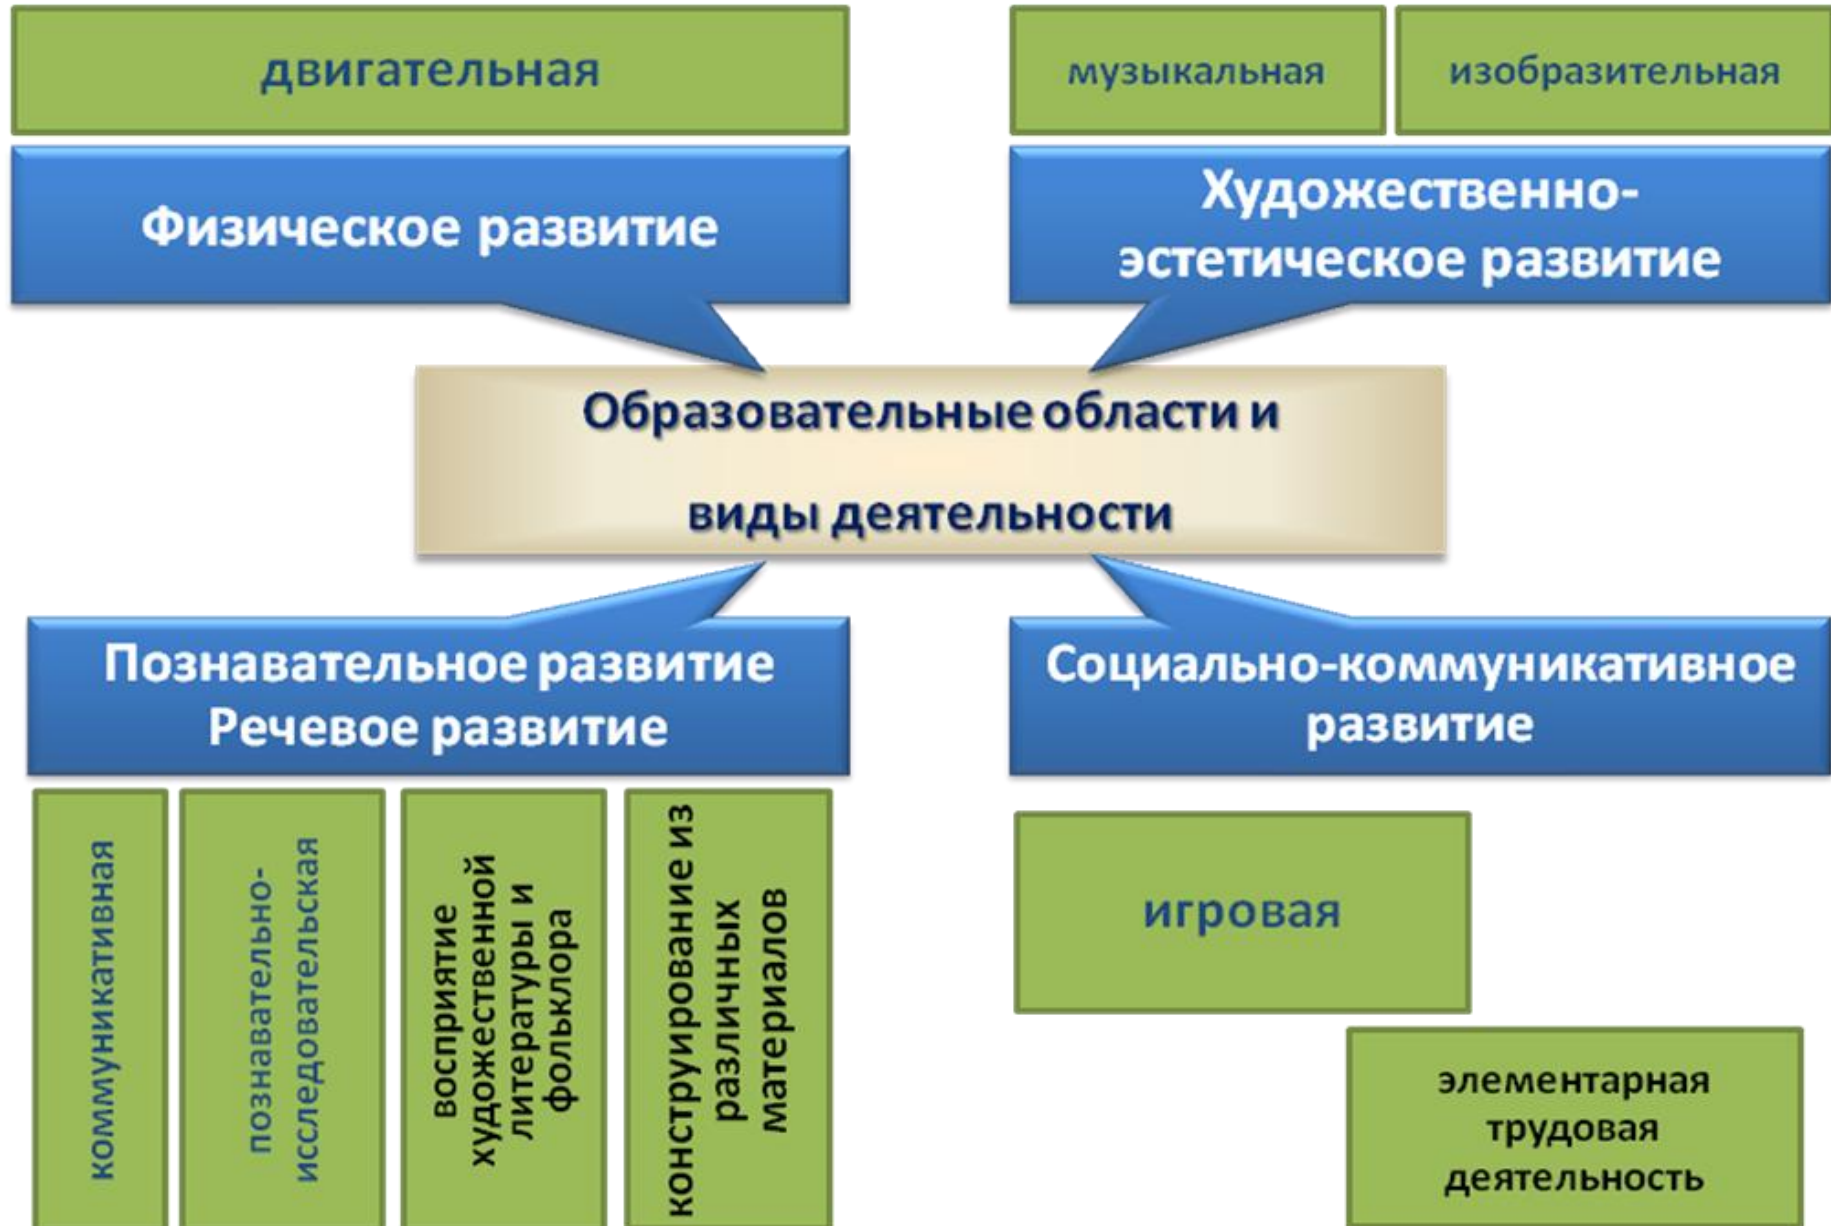 двигательная
музыкальная
изобразительная
Физическое развитие
Художественно-
эстетическое развитие
Образовательные области и
виды деятельности
Познавательное развитие
Речевое развитие
Социально-коммуникативное
развитие
коммуникативная
познавательно-
исследовательская
восприятие
художественной
литературы и
фольклора
конструирование из
различных
материалов
игровая
элементарная
трудовая
деятельность